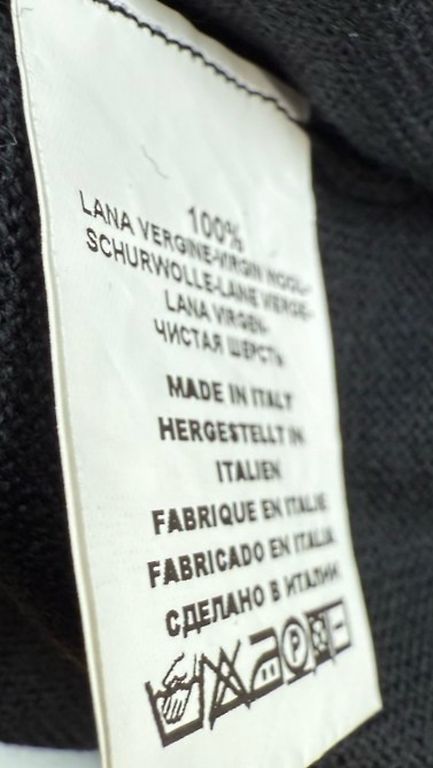 100%
LANA VERGINE-VIRGIN WOOL-
SCHURWOLLE-LANE VIERGE-
LANA VIRGEN-
ЧИСТАЯ ШЕРСТЬ
MADE IN ITALY
HERGESTELLT IN
ITALIEN
FABRIQUE EN ITALIE
FABRICADO EN ITALIA
СДЕЛАНО В ИТАЛИИ
P